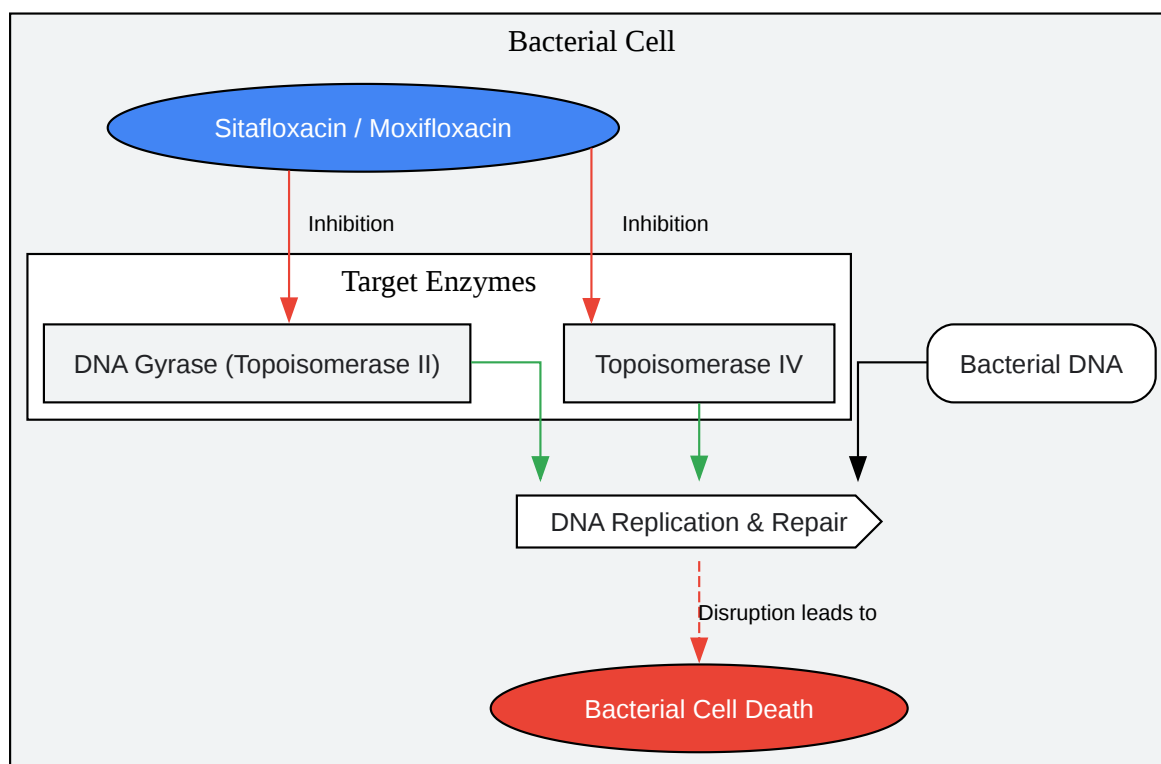 Bacterial Cell
Sitafloxacin / Moxifloxacin
Inhibition
Inhibition
Target Enzymes
DNA Gyrase (Topoisomerase II)
Topoisomerase IV
Bacterial DNA
DNA Replication & Repair
Disruption leads to
Bacterial Cell Death